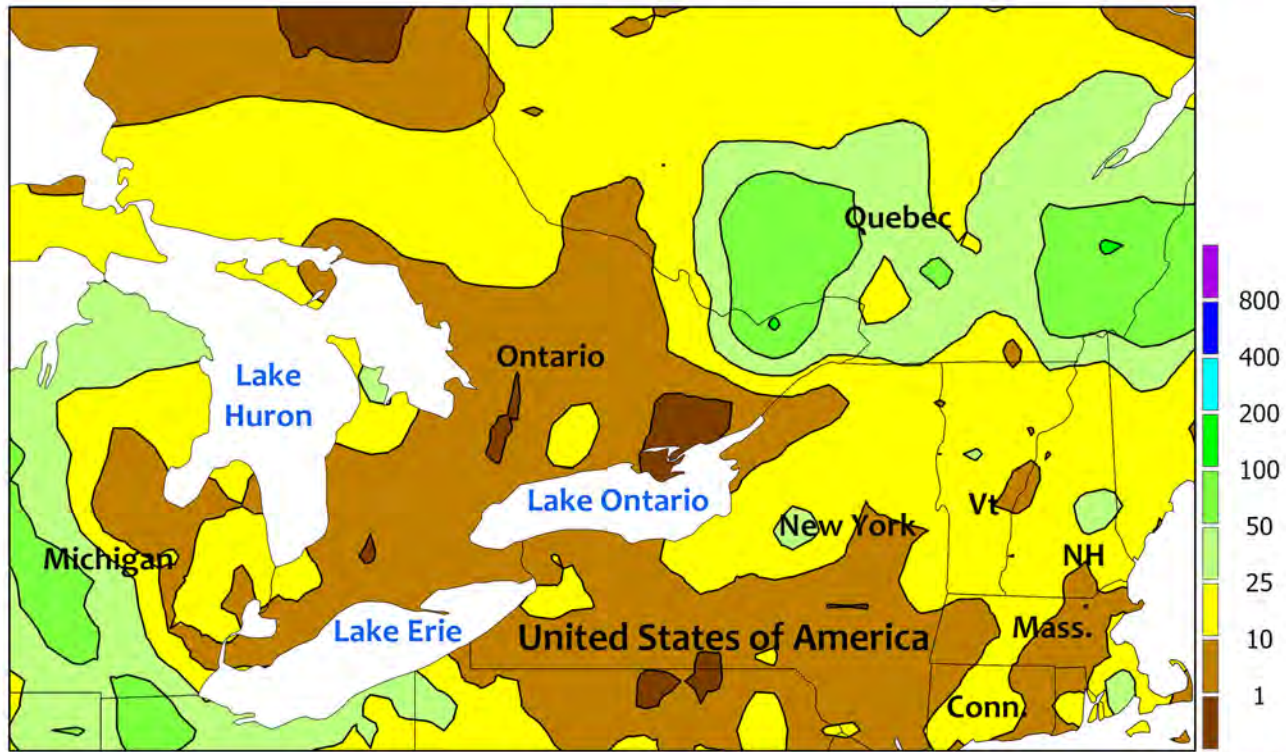 Quebec
Ontario
Lake
Huron
Lake Ontario
New York
Vt
Michigan
NH
Lake Erie
United States of America
Mass.
Conn.
800
400
200
100
50
25
10
1